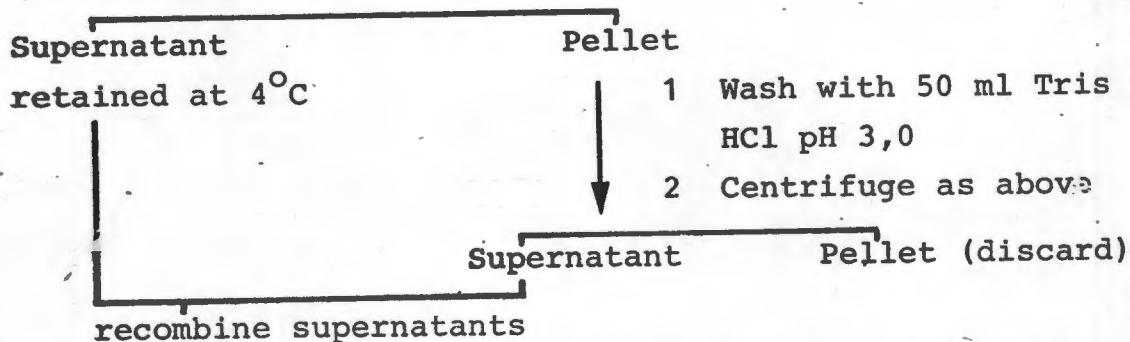 Supernatant
retained at 4°C
Pellet
1 Wash with 50 ml Tris
HCl pH 3,0
2 Centrifuge as above
Supernatant
Pellet (discard)
recombine supernatants